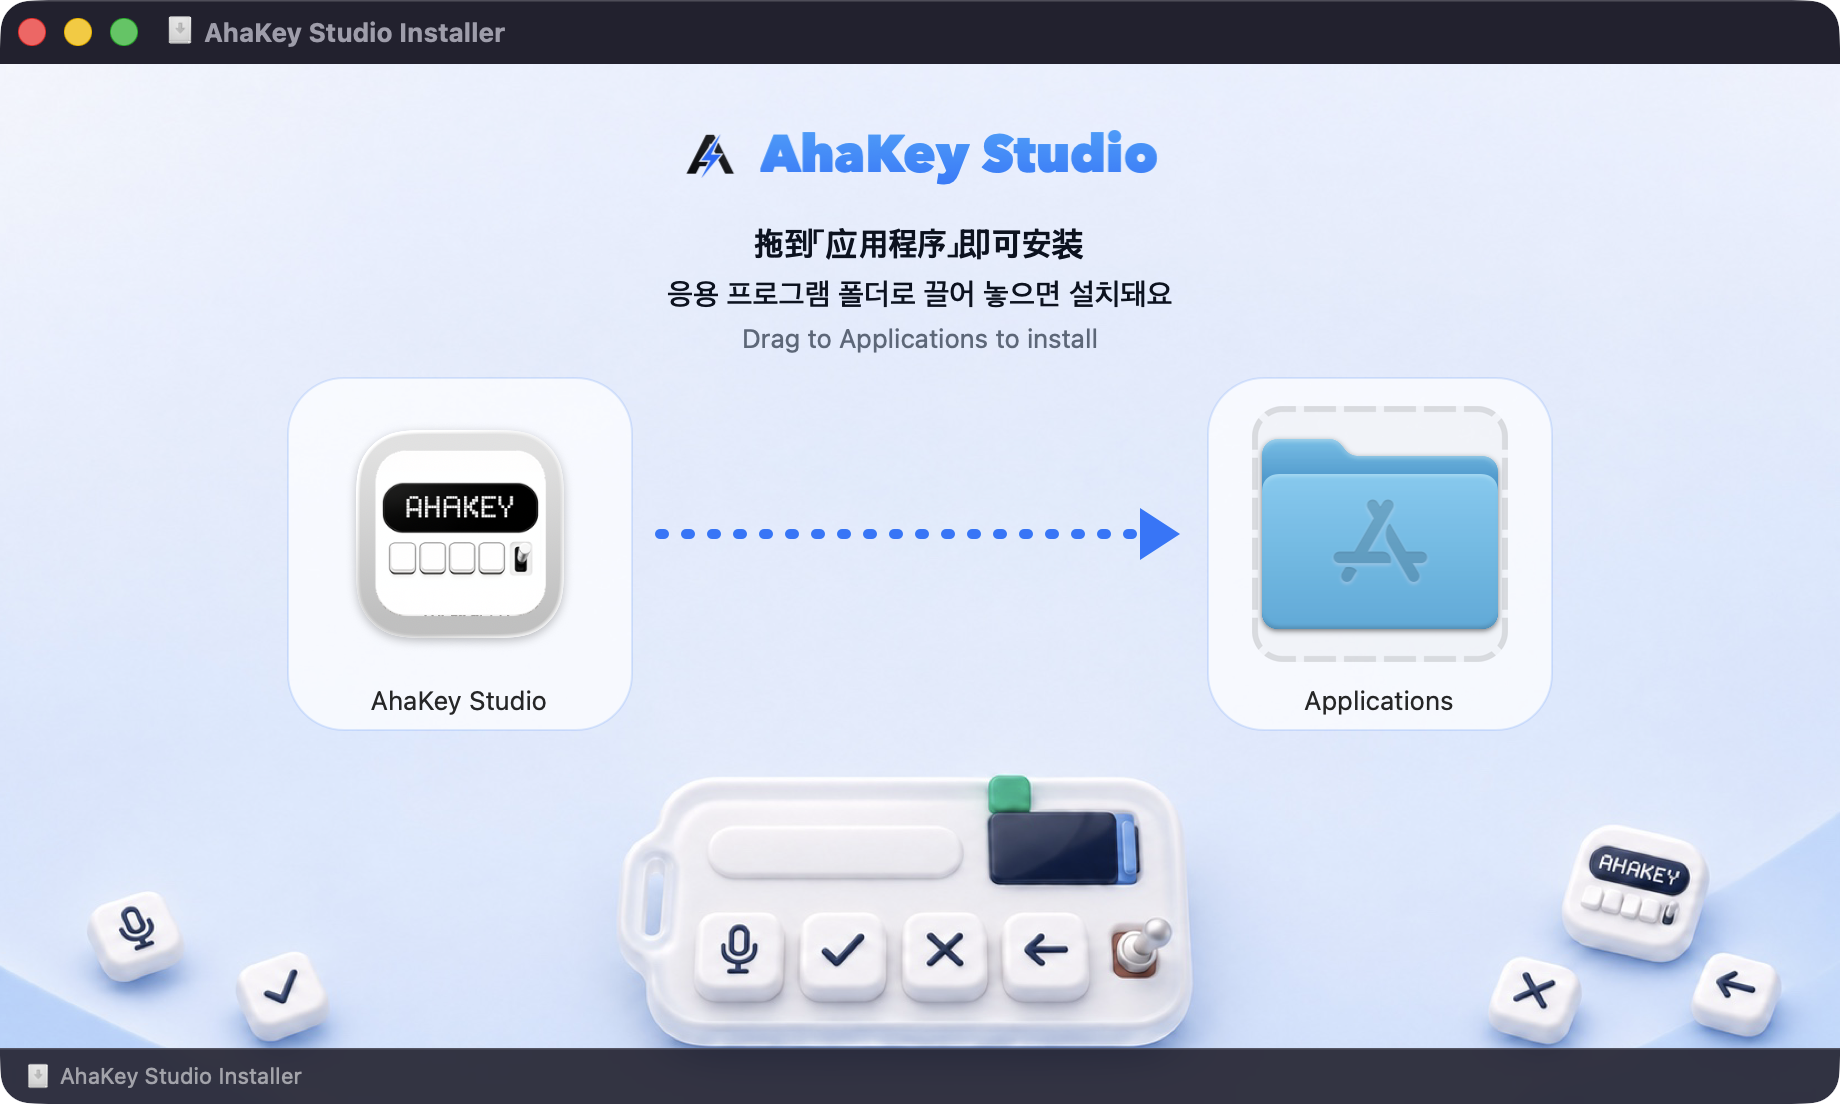 AhaKey Studio Installer
AhaKey Studio
拖到「应用程序」即可安装
응용 프로그램 폴더로 끌어 놓으면 설치돼요
Drag to Applications to install
AHAKEY
AhaKey Studio
Applications
AHAKEY
AhaKey Studio Installer